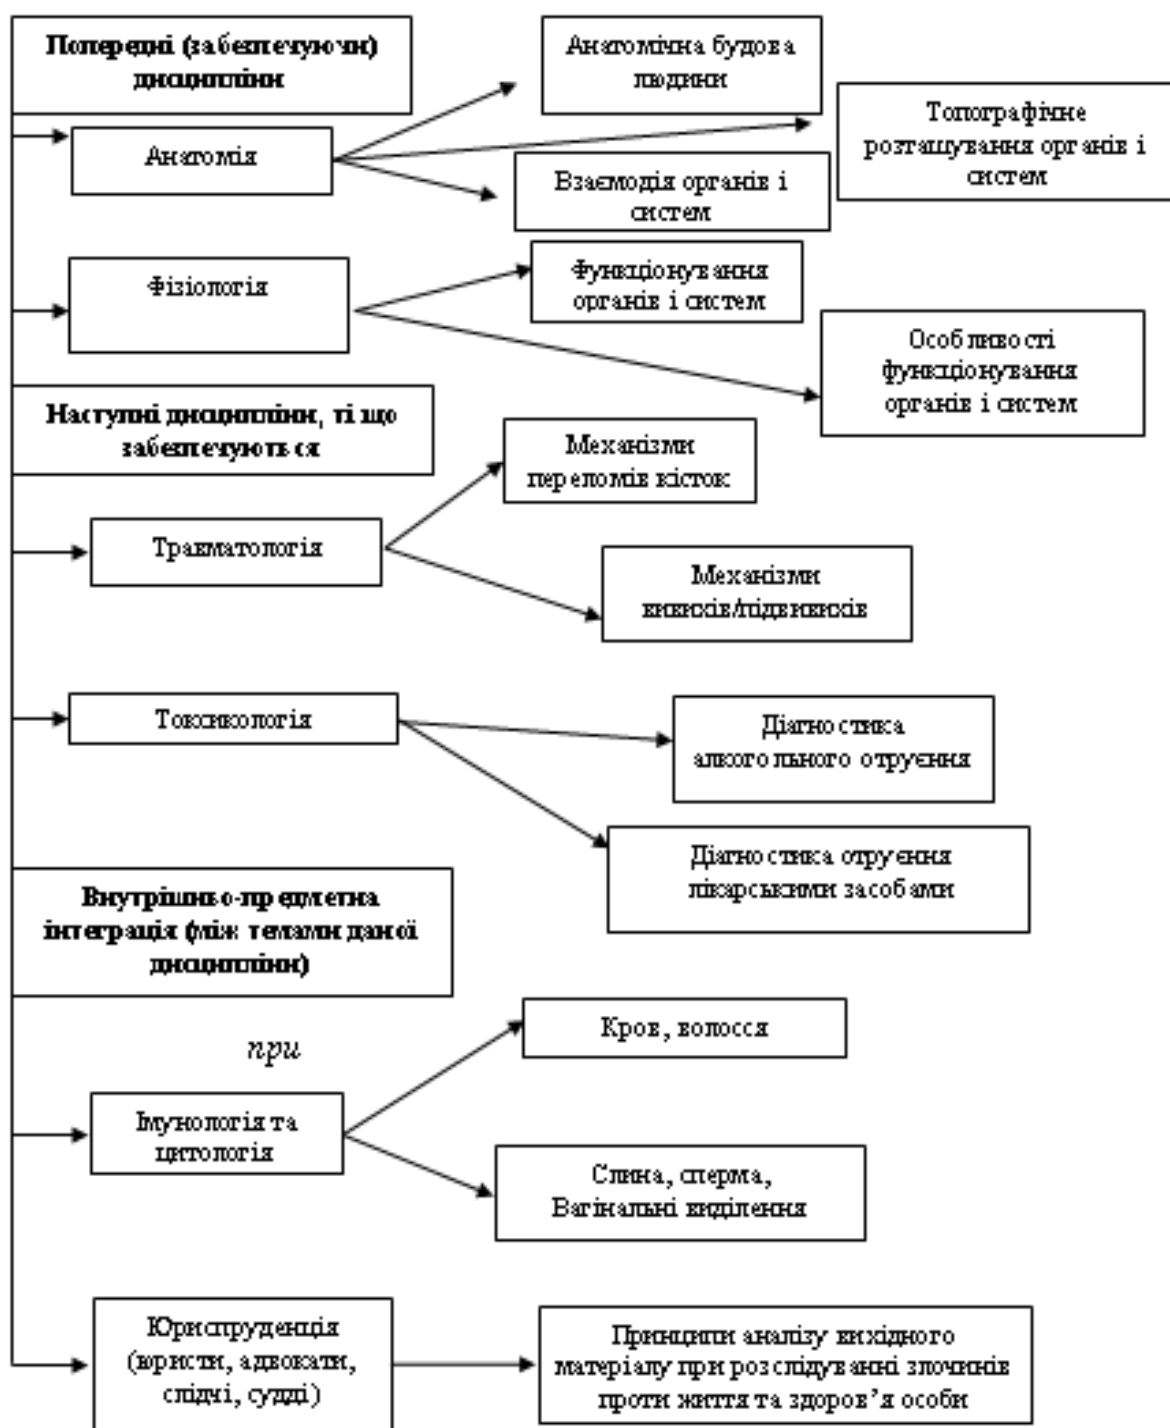 Попередні (забезпечуючи)
дисципліни
Анатомічна будова
людини
Топографічне
розташування органів і
систем
Анатомія
Взаємодія органів і
систем
Фізіологія
Функціонування
органів і систем
Особливості
функціонування
органів і систем
Наступні дисципліни, ті що
забезпечуються
Механізми
переломів кісток
Травматологія
Механізми
вивихів/підвивихів
Токсикологія
Діагностика
алкогольного отруєння
Діагностика отруєння
лікарськими засобами
Внутрішньо-предметна
інтеграція (між темами даної
дисципліни)
Кров, волосся
при
Імунологія та
цитологія
Слина, сперма,
Вагінальні виділення
Юриспруденція
(юристи, адвокати,
слідчі, судді)
Принципи аналізу вихідного
матеріалу при розслідуванні злочинів
проти життя та здоров’я особи